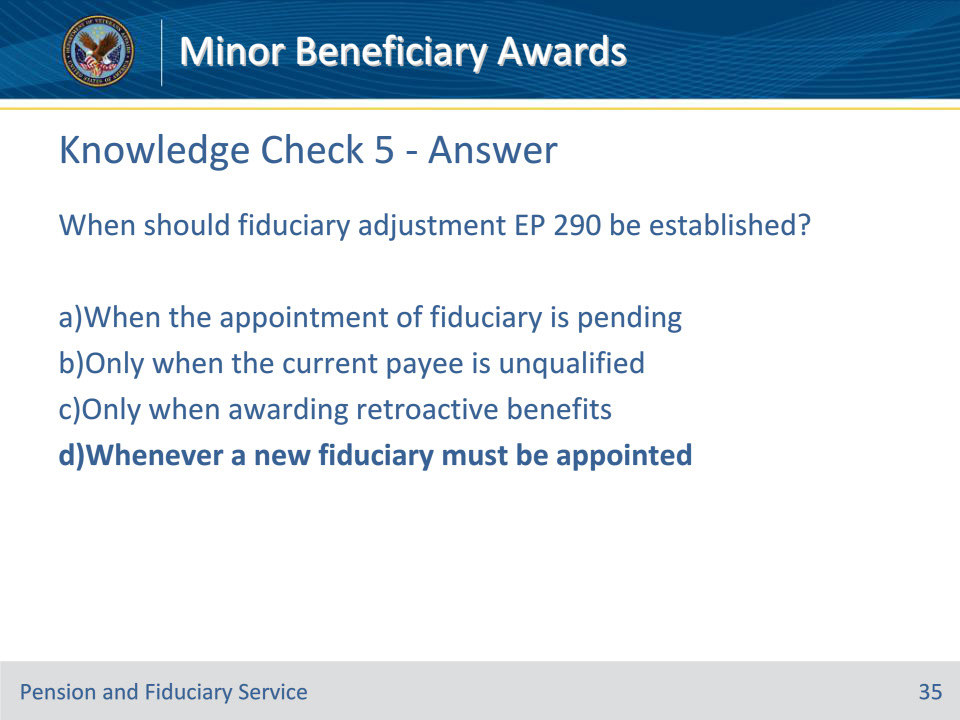 Minor Beneficiary Awards
Knowledge Check 5 - Answer
When should fiduciary adjustment EP 290 be established?
a)When the appointment of fiduciary is pending
b)Only when the current payee is unqualified
c)Only when awarding retroactive benefits
d)Whenever a new fiduciary must be appointed
Pension and Fiduciary Service
35